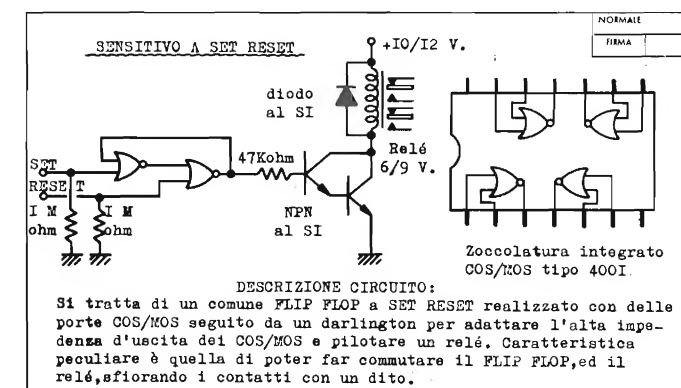 NORMALE
FIRMA
SENSITIVO A SET RESET
+I0/I2 V.
diodo
al SI
Relé
6/9 V.
47Kohm
SET
RESET
I M
ohm
I M
ohm
NPN
al SI
Zoccolatura integrato
COS/MOS tipo 400I
DESCRIZIONE CIRCUITO:
Si tratta di un comune FLIP FLOP a SET RESET realizzato con delle
porte COS/MOS seguito da un darlington per adattare l'alta impe-
denza d'uscita dei COS/MOS e pilotare un relé. Caratteristica
peculiare è quella di poter far commutare il FLIP FLOP,ed il
relé,sfiorando i contatti con un dito.